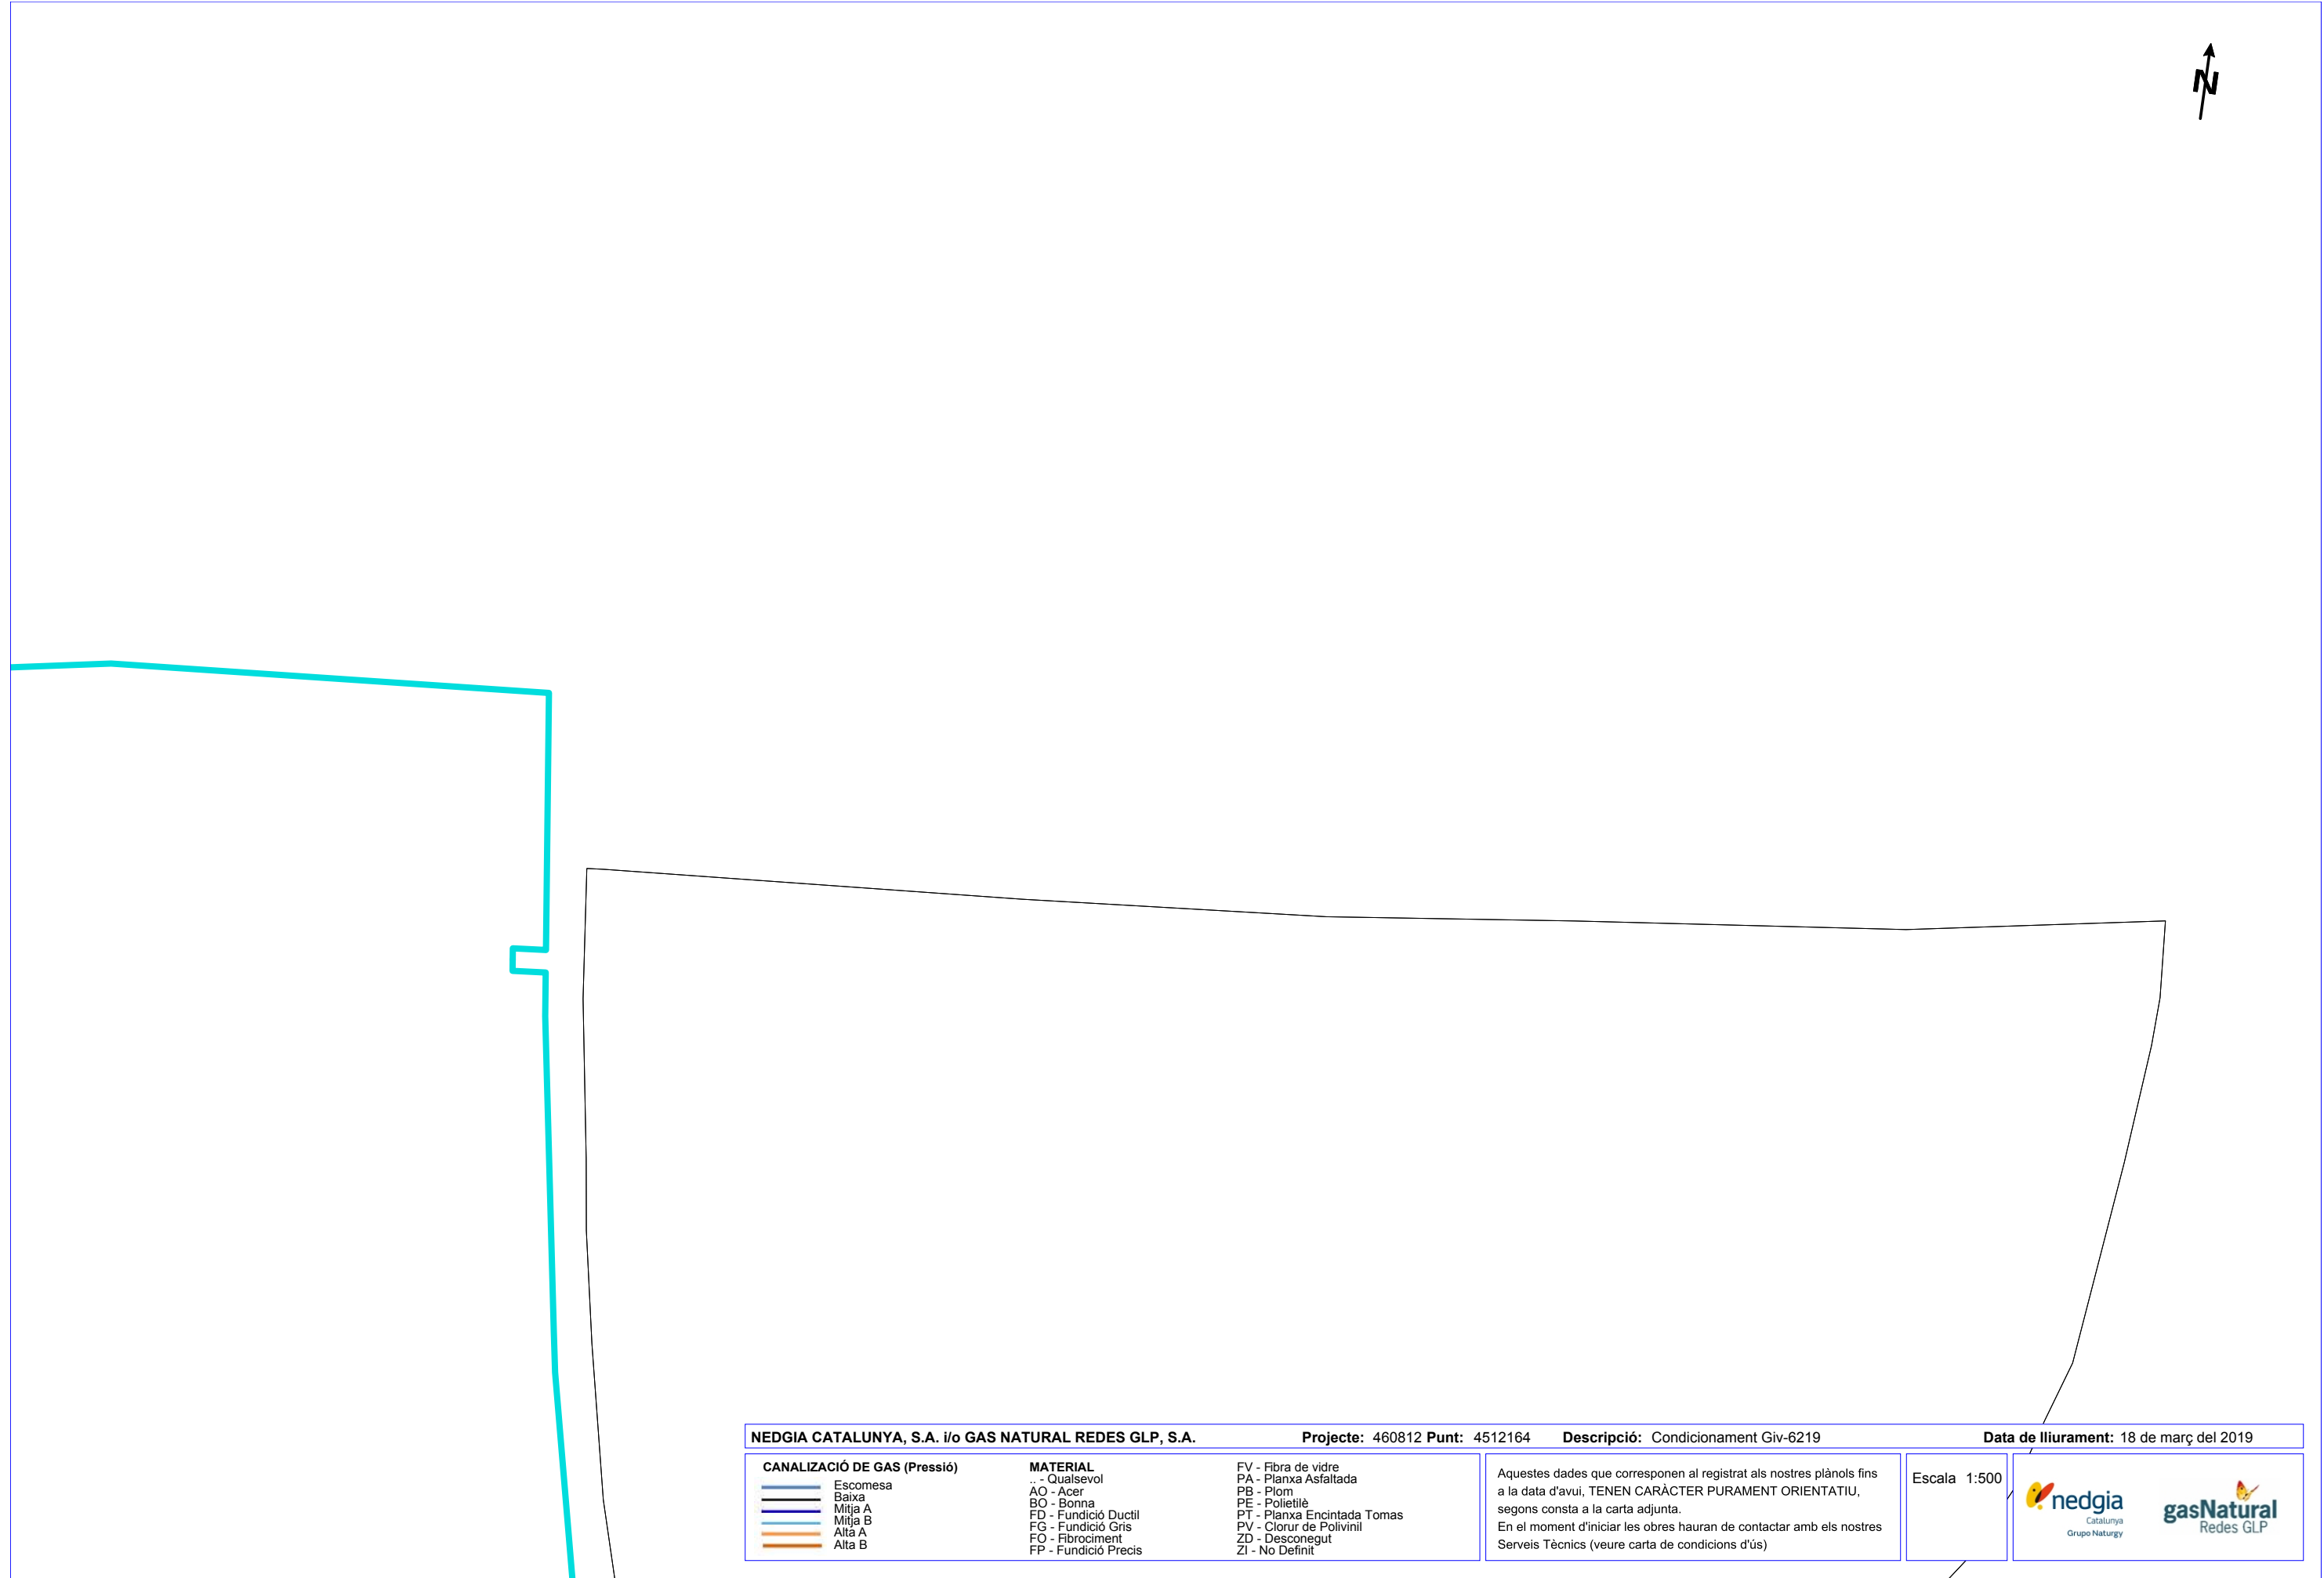 N
NEDGIA CATALUNYA, S.A. i/o GAS NATURAL REDES GLP, S.A. Projecte: 460812 Punt: 4512164 Descripció: Condicionament Giv-6219 Data de lliurament: 18 de març del 2019
CANALIZACIÓ DE GAS (Pressió)
Escomesa
Baixa
Mitja A
Mitja B
Alta A
Alta B
MATERIAL
.. - Qualsevol
AO - Acer
BO - Bonna
FD - Fundició Ductil
FG - Fundició Gris
FO - Fibrociment
FP - Fundició Precis
FV - Fibra de vidre
PA - Planxa Asfaltada
PB - Plom
PE - Polietilè
PT - Planxa Encintada Tomas
PV - Clorur de Polivinil
ZD - Desconegut
ZI - No Definit
Aquestes dades que corresponen al registrat als nostres plànols fins
a la data d'avui, TENEN CARÀCTER PURAMENT ORIENTATIU,
segons consta a la carta adjunta.
En el moment d'iniciar les obres hauran de contactar amb els nostres
Serveis Tècnics (veure carta de condicions d'ús)
Escala 1:500
nedgia
Catalunya
Grupo Naturgy
gasNatural
Redes GLP